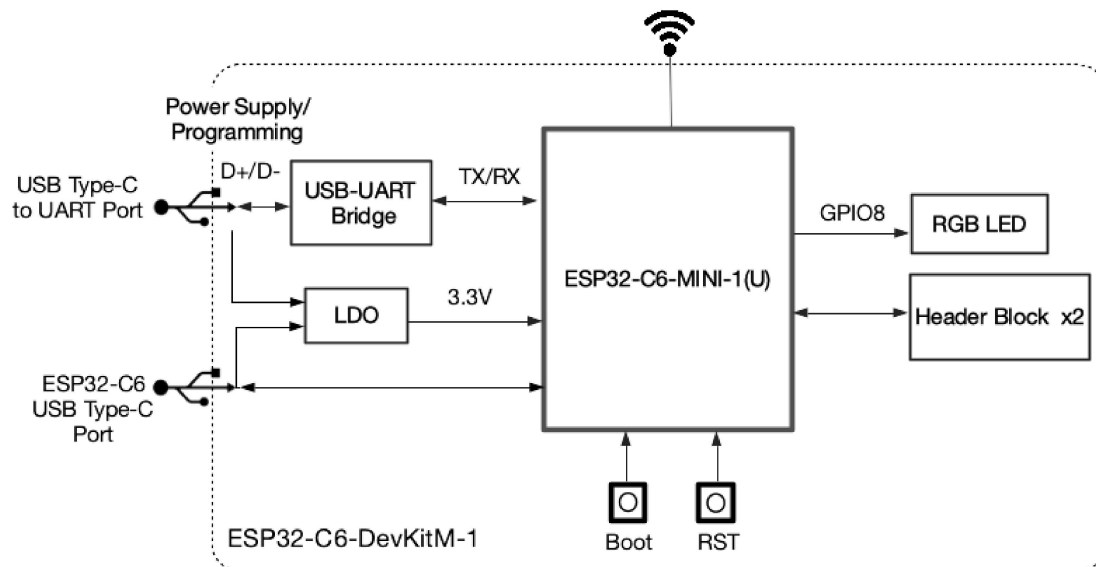 Power Supply/
Programming
USB Type-C
to UART Port
D+/D-
USB-UART
Bridge
TX/RX
ESP32-C6-MINI-1(U)
GPIO8
RGB LED
LDO
3.3V
Header Block x2
ESP32-C6
USB Type-C
Port
Boot
RST
ESP32-C6-DevKitM-1